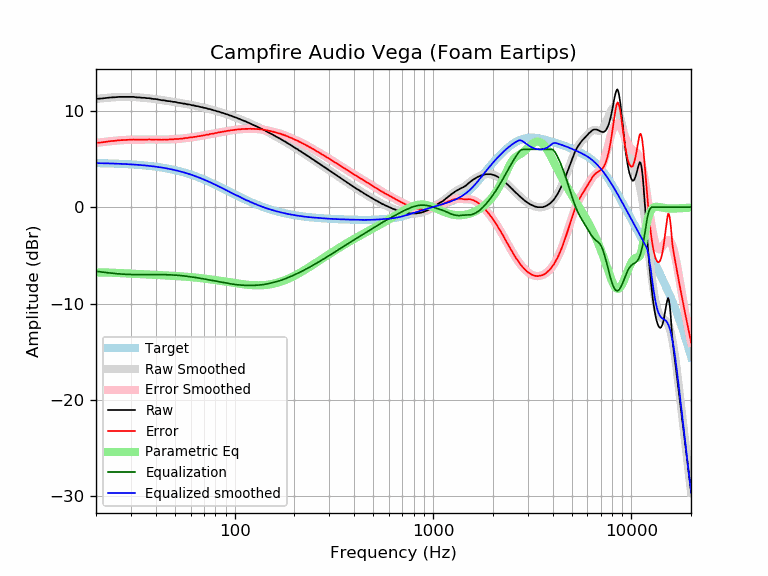 Campfire Audio Vega (Foam Eartips)
Amplitude (dBr)
10
0
−10
−20
−30
Target
Raw Smoothed
Error Smoothed
Raw
Error
Parametric Eq
Equalization
Equalized smoothed
100 1000 10000
Frequency (Hz)